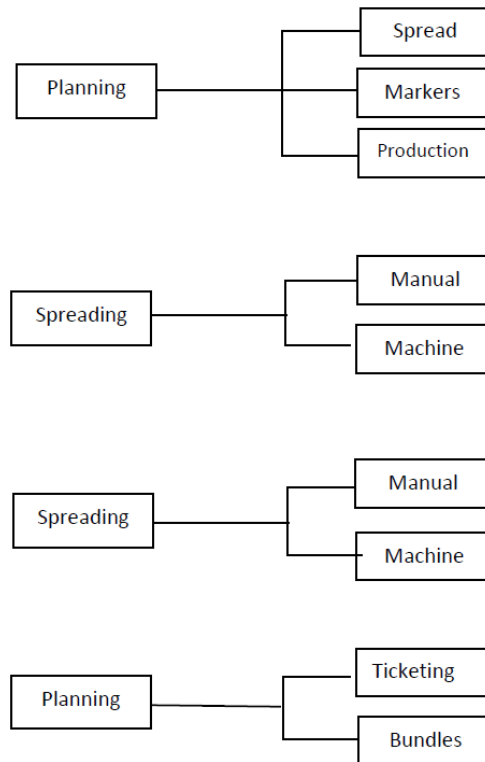 Spread
Planning
Markers
Production
Manual
Spreading
Machine
Manual
Spreading
Machine
Ticketing
Planning
Bundles